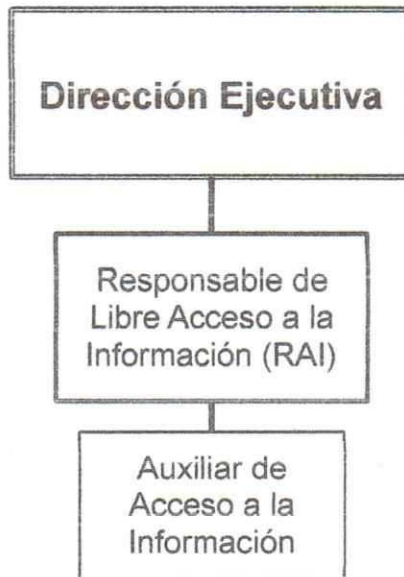 Dirección Ejecutiva
Responsable de
Libre Acceso a la
Información (RAI)
Auxiliar de
Acceso a la
Información